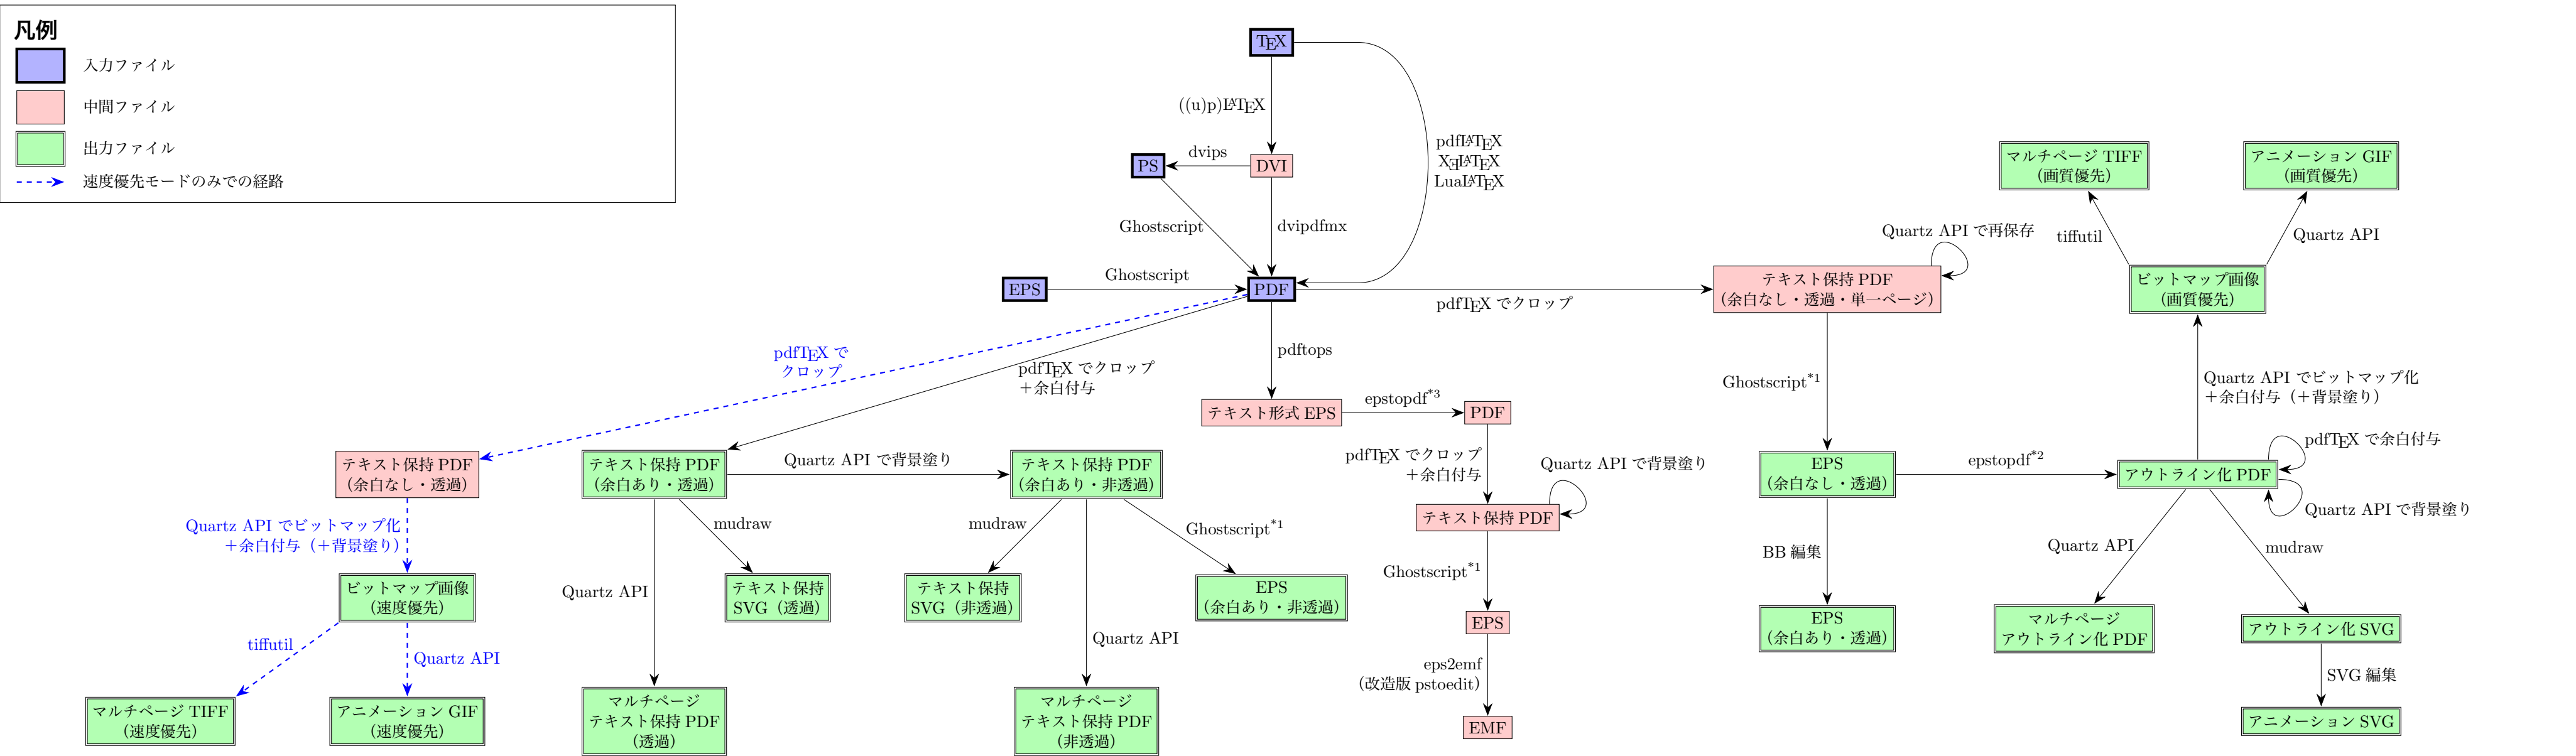 凡例
入力ファイル
中間ファイル
出力ファイル
速度優先モードのみでの経路
TEX
((u)p)LATEX
pdfLATEX
XƎLATEX
LuaLATEX
PS
dvips
DVI
Ghostscript
dvipdfmx
EPS
Ghostscript
PDF
pdfTEX でクロップ
Quartz API で再保存
テキスト保持 PDF
（余白なし・透過・単一ページ）
マルチページ TIFF
（画質優先）
アニメーション GIF
（画質優先）
tiffutil
Quartz API
ビットマップ画像
（画質優先）
pdfTEX で
クロップ
pdfTEX でクロップ
＋余白付与
pdftops
テキスト形式 EPS
epstopdf*3
PDF
Ghostscript*1
Quartz API でビットマップ化
＋余白付与（＋背景塗り）
テキスト保持 PDF
（余白なし・透過）
テキスト保持 PDF
（余白あり・透過）
Quartz API で背景塗り
テキスト保持 PDF
（余白あり・非透過）
pdfTEX でクロップ
＋余白付与
Quartz API で背景塗り
テキスト保持 PDF
EPS
（余白なし・透過）
epstopdf*2
アウトライン化 PDF
pdfTEX で余白付与
Quartz API で背景塗り
Quartz API でビットマップ化
＋余白付与（＋背景塗り）
ビットマップ画像
（速度優先）
tiffutil
Quartz API
マルチページ TIFF
（速度優先）
アニメーション GIF
（速度優先）
Quartz API
mudraw
テキスト保持
SVG（透過）
マルチページ
テキスト保持 PDF
（透過）
mudraw
テキスト保持
SVG（非透過）
Quartz API
Ghostscript*1
EPS
（余白あり・非透過）
マルチページ
テキスト保持 PDF
（非透過）
Ghostscript*1
EPS
eps2emf
（改造版 pstoedit）
EMF
BB 編集
EPS
（余白あり・透過）
Quartz API
マルチページ
アウトライン化 PDF
mudraw
アウトライン化 SVG
SVG 編集
アニメーション SVG